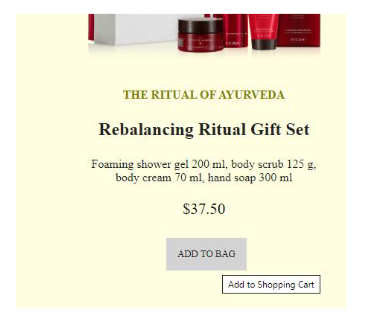 THE RITUAL OF AYURVEDA
Rebalancing Ritual Gift Set
Foaming shower gel 200 ml, body scrub 125 g,
body cream 70 ml, hand soap 300 ml
$37.50
ADD TO BAG
Add to Shopping Cart